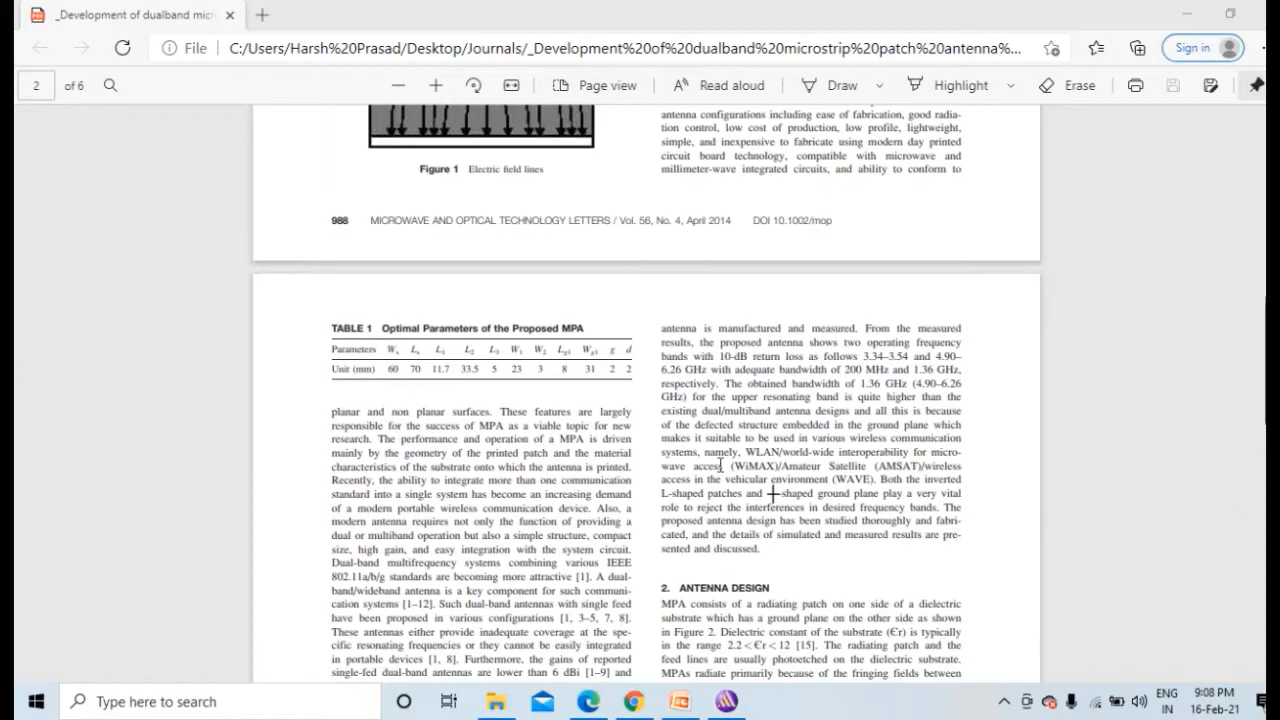 _Development of dualband micr
File
C:/Users/Harsh%20Prasad/Desktop/Journals/_Development%20of%20dualband%20microstrip%20patch%20antenna%...
Sign in
2 of 6
Page view
Read aloud
Draw
Highlight
Erase
Figure 1 Electric field lines
antenna configurations including ease of fabrication, good radia-
tion control, low cost of production, low profile, lightweight,
simple, and inexpensive to fabricate using modern day printed
circuit board technology, compatible with microwave and
millimeter-wave integrated circuits, and ability to conform to
988 MICROWAVE AND OPTICAL TECHNOLOGY LETTERS / Vol. 56, No. 4, April 2014 DOI 10.1002/mop
TABLE 1 Optimal Parameters of the Proposed MPA
Parameters Ws Ls L1 L2 L3 W1 W2 Lg1 Wg1 g d
Unit (mm) 60 70 11.7 33.5 5 23 3 8 31 2 2
planar and non planar surfaces. These features are largely
responsible for the success of MPA as a viable topic for new
research. The performance and operation of a MPA is driven
mainly by the geometry of the printed patch and the material
characteristics of the substrate onto which the antenna is printed.
Recently, the ability to integrate more than one communication
standard into a single system has become an increasing demand
of a modern portable wireless communication device. Also, a
modern antenna requires not only the function of providing a
dual or multiband operation but also a simple structure, compact
size, high gain, and easy integration with the system circuit.
Dual-band multifrequency systems combining various IEEE
802.11a/b/g standards are becoming more attractive [1]. A dual-
band/wideband antenna is a key component for such communi-
cation systems [1–12]. Such dual-band antennas with single feed
have been proposed in various configurations [1, 3–5, 7, 8].
These antennas either provide inadequate coverage at the spe-
cific resonating frequencies or they cannot be easily integrated
in portable devices [1, 8]. Furthermore, the gains of reported
single-fed dual-band antennas are lower than 6 dBi [1–9] and
antenna is manufactured and measured. From the measured
results, the proposed antenna shows two operating frequency
bands with 10-dB return loss as follows 3.34–3.54 and 4.90–
6.26 GHz with adequate bandwidth of 200 MHz and 1.36 GHz,
respectively. The obtained bandwidth of 1.36 GHz (4.90–6.26
GHz) for the upper resonating band is quite higher than the
existing dual/multiband antenna designs and all this is because
of the defected structure embedded in the ground plane which
makes it suitable to be used in various wireless communication
systems, namely, WLAN/world-wide interoperability for micro-
wave access (WiMAX)/Amateur Satellite (AMSAT)/wireless
access in the vehicular environment (WAVE). Both the inverted
L-shaped patches and -shaped ground plane play a very vital
role to reject the interferences in desired frequency bands. The
proposed antenna design has been studied thoroughly and fabri-
cated, and the details of simulated and measured results are pre-
sented and discussed.
2. ANTENNA DESIGN
MPA consists of a radiating patch on one side of a dielectric
substrate which has a ground plane on the other side as shown
in Figure 2. Dielectric constant of the substrate (Єr) is typically
in the range 2.2 < Єr < 12 [15]. The radiating patch and the
feed lines are usually photoetched on the dielectric substrate.
MPAs radiate primarily because of the fringing fields between
Type here to search
ENG
IN
9:08 PM
16-Feb-21